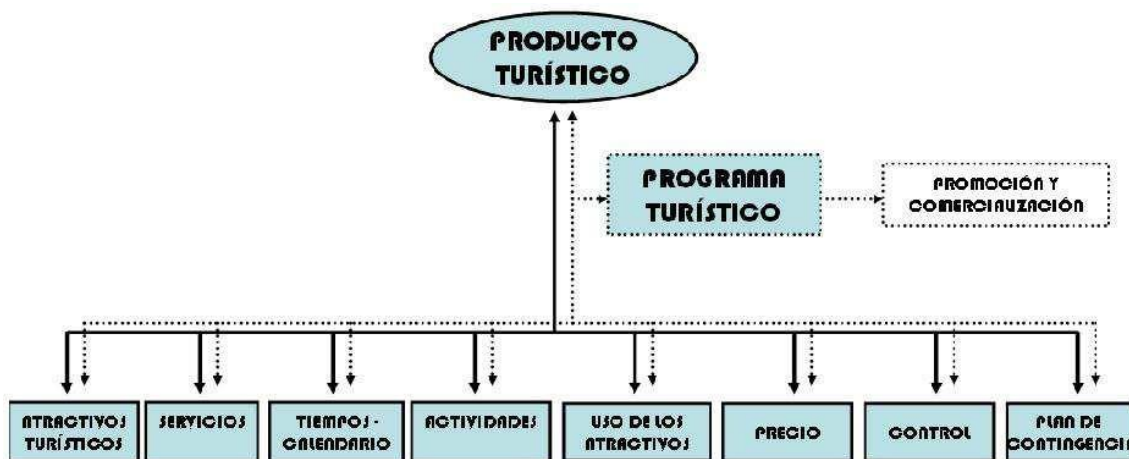 PRODUCTO
TURÍSTICO
PROGRAMA
TURÍSTICO
PROMOCIÓN Y
COMERCIALIZACIÓN
ATRACTIVOS
TURÍSTICOS
SERVICIOS
TIEMPOS -
CALENDARIO
ACTIVIDADES
USO DE LOS
ATRACTIVOS
PRECIO
CONTROL
PLAN DE
CONTINGENCIA